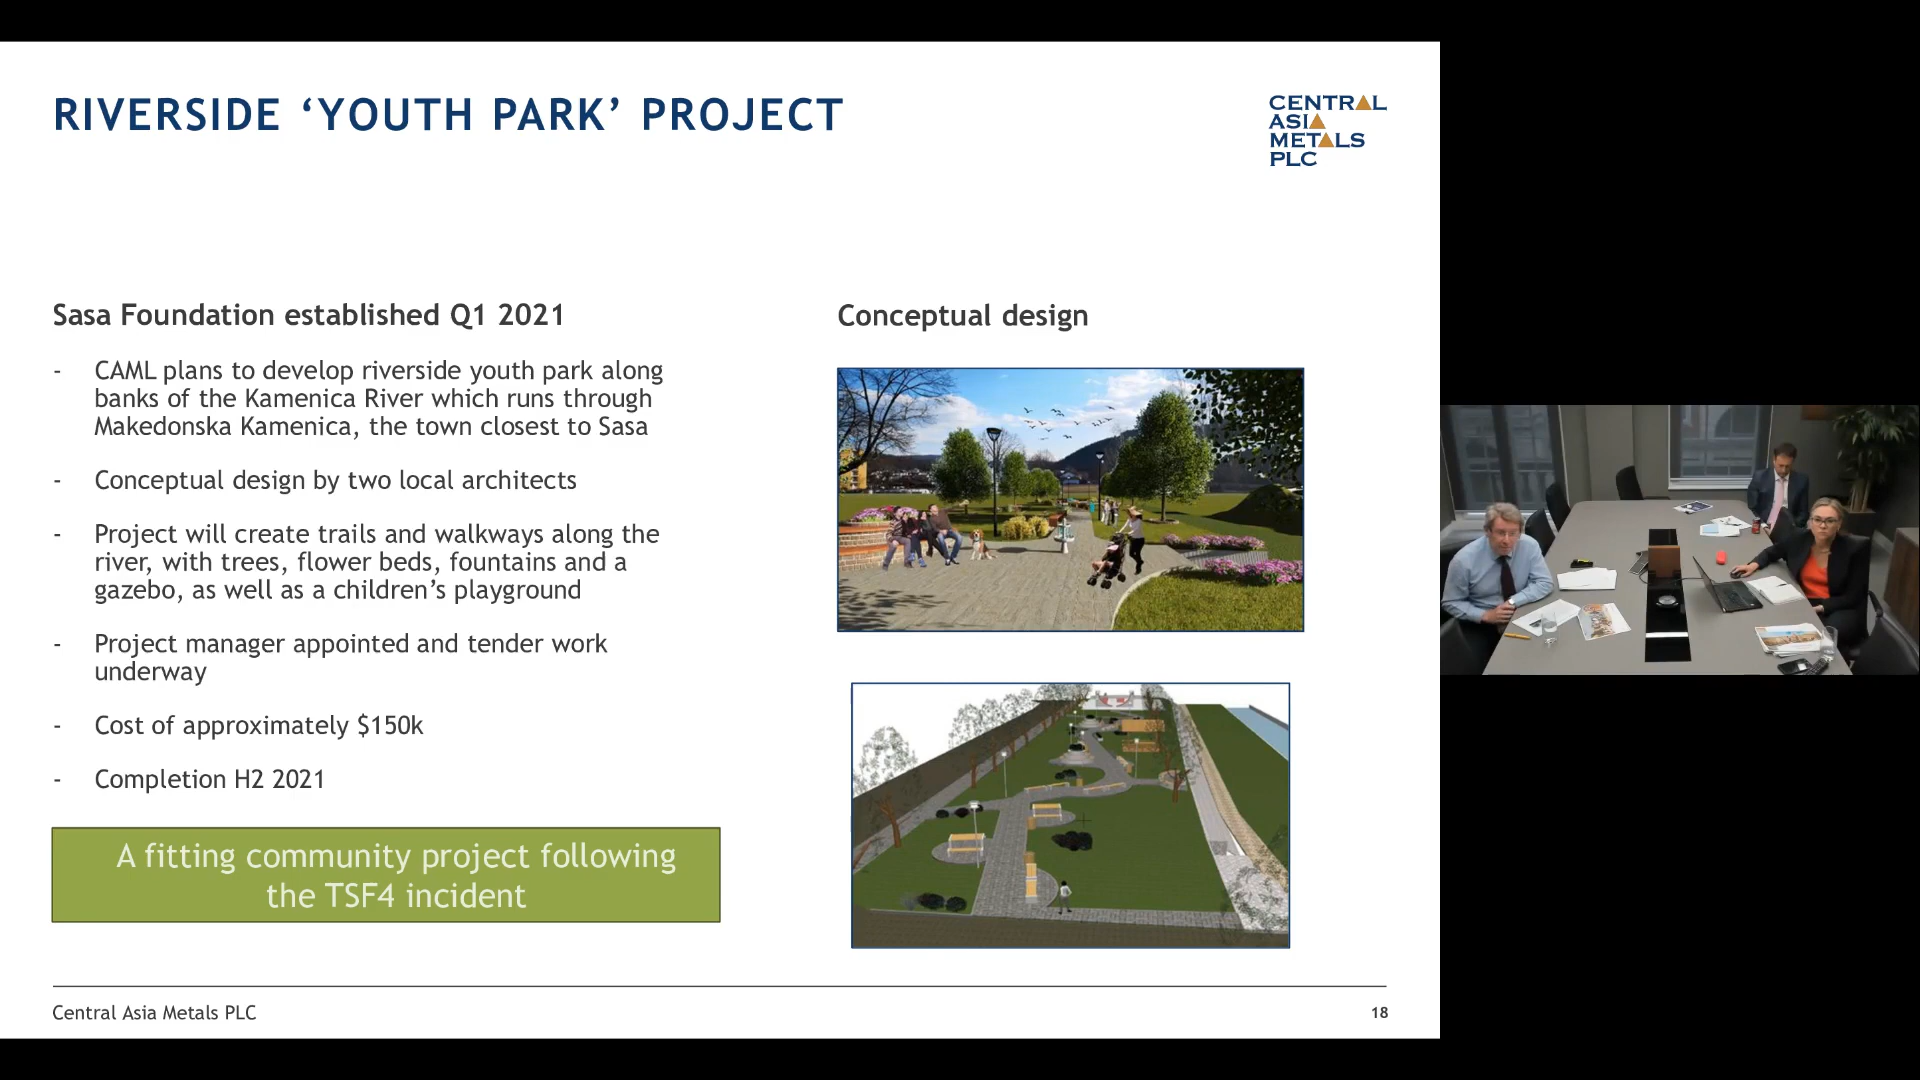 RIVERSIDE ‘YOUTH PARK’ PROJECT
CENTRAL
ASIA
METALS
PLC
Sasa Foundation established Q1 2021
- CAML plans to develop riverside youth park along
banks of the Kamenica River which runs through
Makedonska Kamenica, the town closest to Sasa
- Conceptual design by two local architects
- Project will create trails and walkways along the
river, with trees, flower beds, fountains and a
gazebo, as well as a children’s playground
- Project manager appointed and tender work
underway
- Cost of approximately $150k
- Completion H2 2021
A fitting community project following
the TSF4 incident
Conceptual design
Central Asia Metals PLC
18